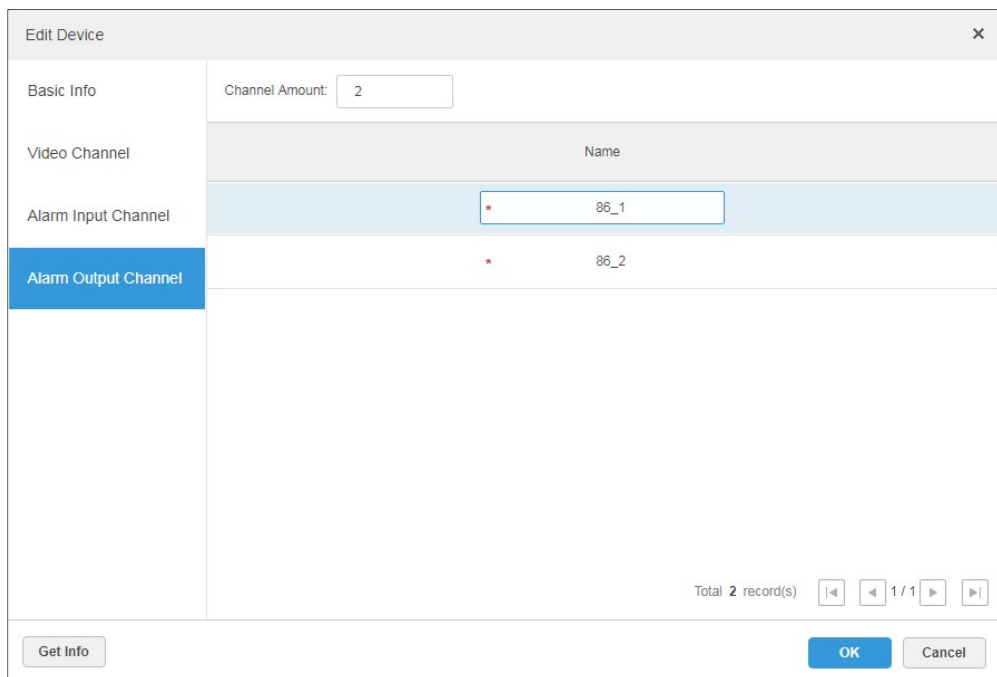 Edit Device ×
Basic Info
Channel Amount: 2
Video Channel
Name
Alarm Input Channel
* 86_1
Alarm Output Channel
* 86_2
Total 2 record(s) 1 / 1
Get Info
OK
Cancel